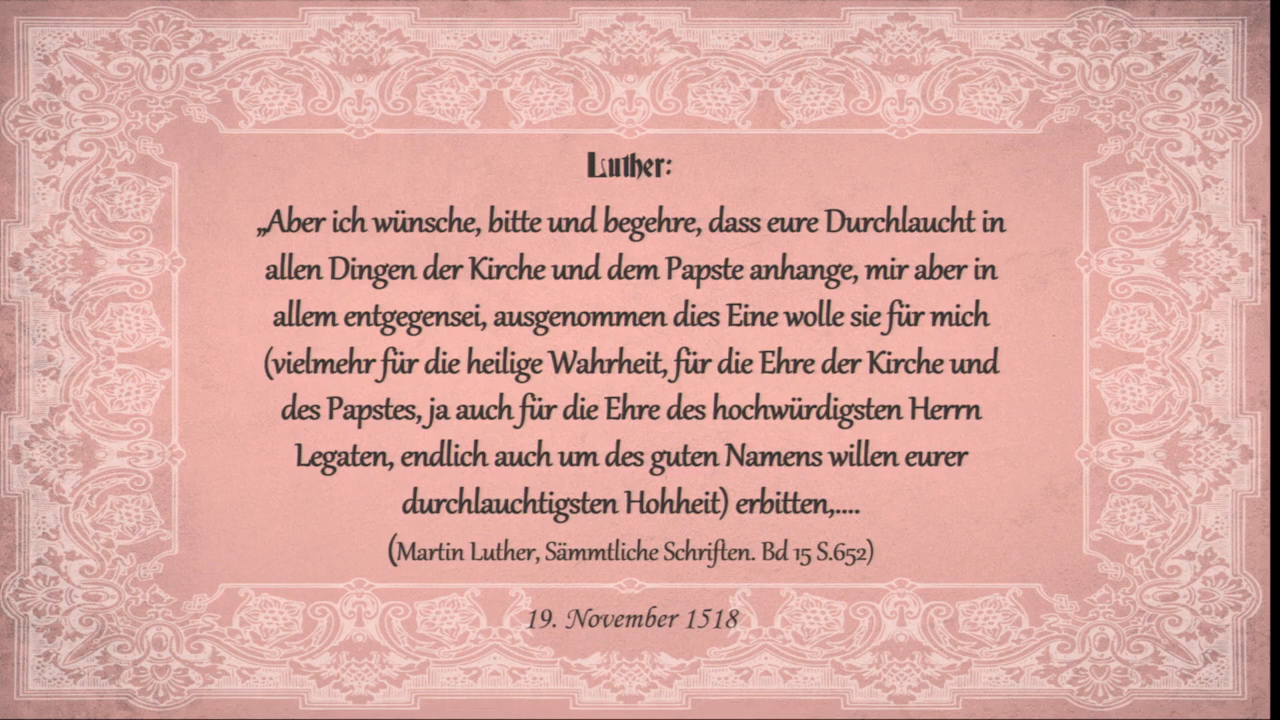 Luther:
„Aber ich wünsche, bitte und begehre, dass eure Durchlaucht in
allen Dingen der Kirche und dem Papste anhange, mir aber in
allem entgegensei, ausgenommen dies Eine wolle sie für mich
(vielmehr für die heilige Wahrheit, für die Ehre der Kirche und
des Papstes, ja auch für die Ehre des hochwürdigsten Herrn
Legaten, endlich auch um des guten Namens willen eurer
durchlauchtigsten Hohheit) erbitten,....
(Martin Luther, Sämmtliche Schriften. Bd 15 S.652)
19. November 1518